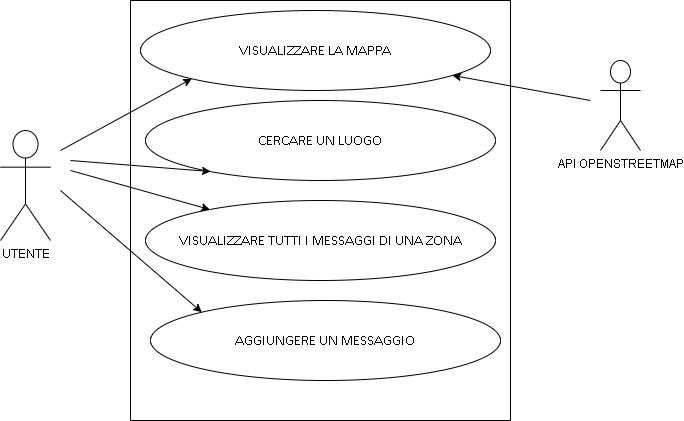 VISUALIZZARE LA MAPPA
CERCARE UN LUOGO
API OPENSTREETMAP
UTENTE
VISUALIZZARE TUTTI I MESSAGGI DI UNA ZONA
AGGIUNGERE UN MESSAGGIO